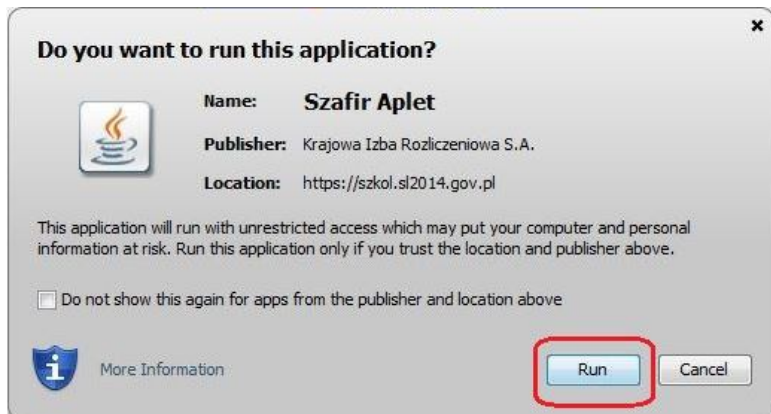 Do you want to run this application?
Name: Szafir Aplet
Publisher: Krajowa Izba Rozliczeniowa S.A.
Location: https://szkol.sl2014.gov.pl
This application will run with unrestricted access which may put your computer and personal
information at risk. Run this application only if you trust the location and publisher above.
Do not show this again for apps from the publisher and location above
More Information
Run
Cancel